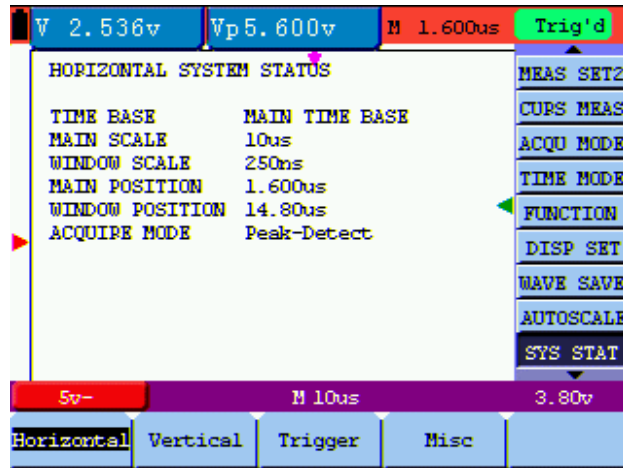 V 2.536v Vp5.600v M 1.600us Trig'd
HORIZONTAL SYSTEM STATUS
TIME BASE MAIN TIME BASE
MAIN SCALE 10us
WINDOW SCALE 250ns
MAIN POSITION 1.600us
WINDOW POSITION 14.80us
ACQUIRE MODE Peak-Detect
MEAS SET2
CURS MEAS
ACQU MODE
TIME MODE
FUNCTION
DISP SET
WAVE SAVE
AUTOSCALE
SYS STAT
5v- M 10us 3.80v
Horizontal Vertical Trigger Misc